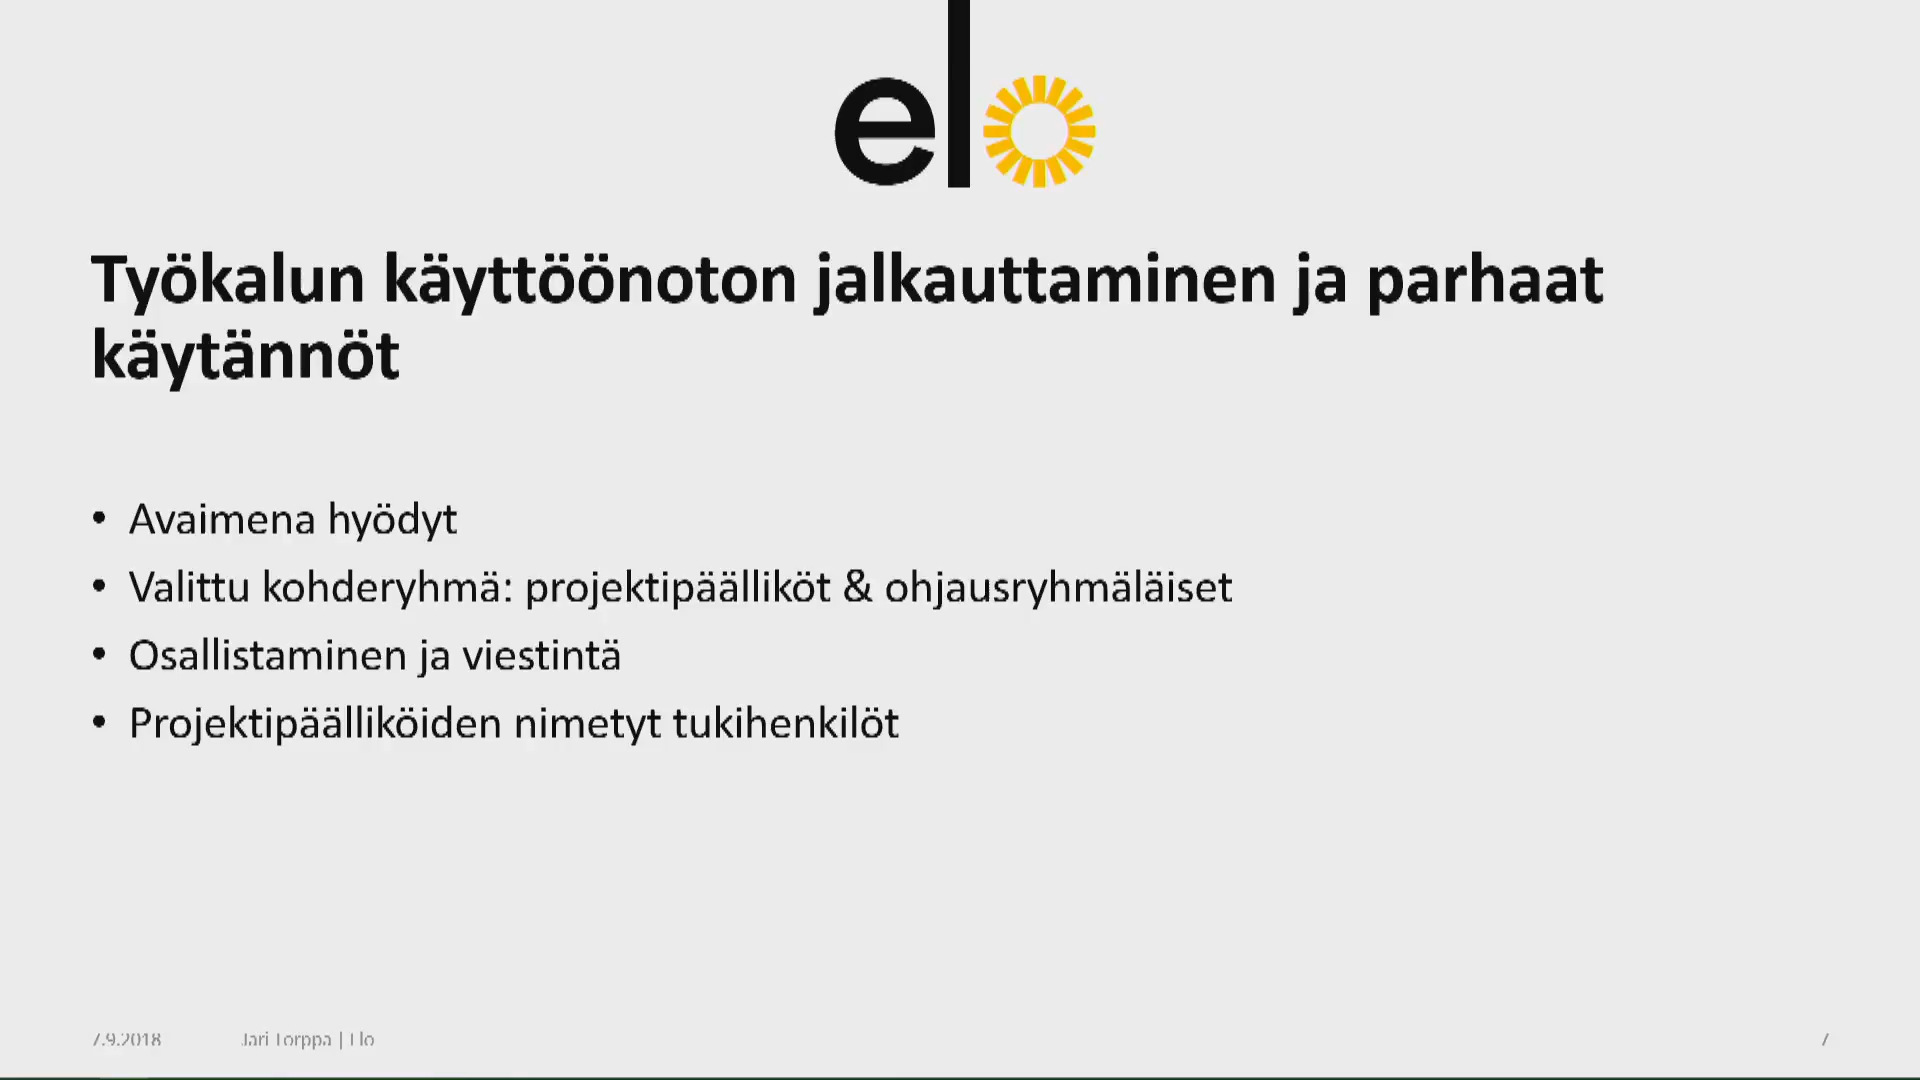 elo
Työkalun käyttöönoton jalkauttaminen ja parhaat
käytännöt
• Avaimena hyödyt
• Valittu kohderyhmä: projektipäälliköt & ohjausryhmäläiset
• Osallistaminen ja viestintä
• Projektipäälliköiden nimetyt tukihenkilöt
7.9.2018 Jari Torppa | Elo 7